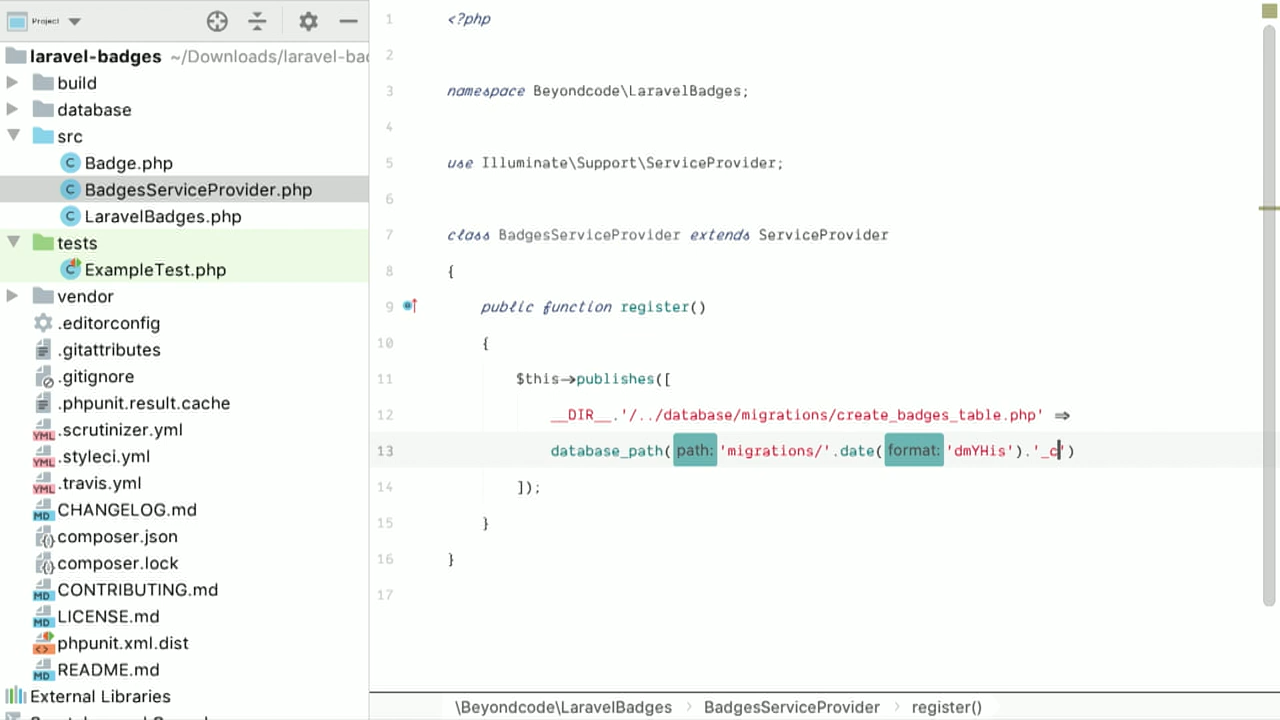 Project
laravel-badges ~/Downloads/laravel-bad
build
database
src
Badge.php
BadgesServiceProvider.php
LaravelBadges.php
tests
ExampleTest.php
vendor
.editorconfig
.gitattributes
.gitignore
.phpunit.result.cache
.scrutinizer.yml
.styleci.yml
.travis.yml
CHANGELOG.md
composer.json
composer.lock
CONTRIBUTING.md
LICENSE.md
phpunit.xml.dist
README.md
External Libraries
1 <?php
2
3 namespace Beyondcode\LaravelBadges;
4
5 use Illuminate\Support\ServiceProvider;
6
7 class BadgesServiceProvider extends ServiceProvider
8 {
9 public function register()
10 {
11 $this->publishes([
12 __DIR__.'/../database/migrations/create_badges_table.php' =>
13 database_path( path: 'migrations/'.date( format: 'dmYHis').'_c')
14 ]);
15 }
16 }
17
\Beyondcode\LaravelBadges > BadgesServiceProvider > register()